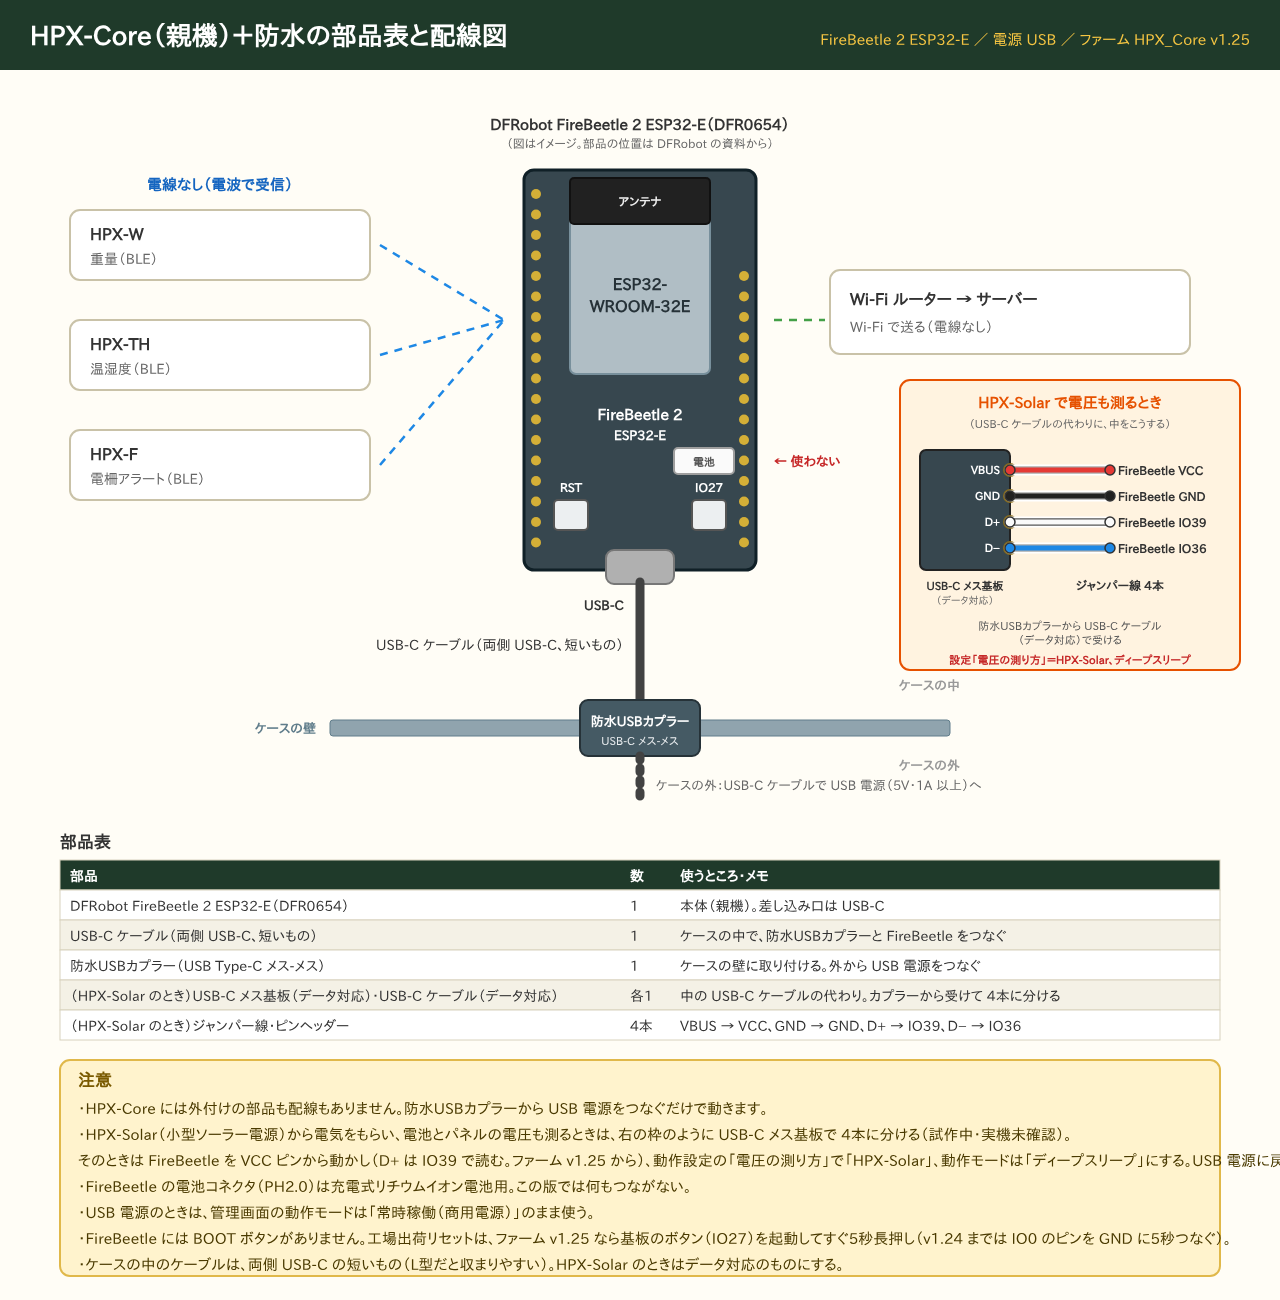 HPX-Core（親機）＋防水の部品表と配線図
FireBeetle 2 ESP32-E ／ 電源 USB ／ ファーム HPX_Core v1.25
DFRobot FireBeetle 2 ESP32-E（DFR0654）
（図はイメージ。部品の位置は DFRobot の資料から）
電線なし（電波で受信）
HPX-W
重量（BLE）
HPX-TH
温湿度（BLE）
HPX-F
電柵アラート（BLE）
アンテナ
ESP32-
WROOM-32E
FireBeetle 2
ESP32-E
電池
← 使わない
RST
IO27
USB-C
USB-C ケーブル（両側 USB-C、短いもの）
Wi-Fi ルーター → サーバー
Wi-Fi で送る（電線なし）
HPX-Solar で電圧も測るとき
（USB-C ケーブルの代わりに、中をこうする）
VBUS
FireBeetle VCC
GND
FireBeetle GND
D+
FireBeetle IO39
D−
FireBeetle IO36
USB-C メス基板
（データ対応）
ジャンパー線 4本
防水USBカプラーから USB-C ケーブル
（データ対応）で受ける
設定「電圧の測り方」＝HPX-Solar、ディープスリープ
ケースの中
ケースの壁
防水USBカプラー
USB-C メス-メス
ケースの外
ケースの外：USB-C ケーブルで USB 電源（5V・1A 以上）へ
部品表
部品 数 使うところ・メモ
DFRobot FireBeetle 2 ESP32-E（DFR0654） 1 本体（親機）。差し込み口は USB-C
USB-C ケーブル（両側 USB-C、短いもの） 1 ケースの中で、防水USBカプラーと FireBeetle をつなぐ
防水USBカプラー（USB Type-C メス-メス） 1 ケースの壁に取り付ける。外から USB 電源をつなぐ
（HPX-Solar のとき）USB-C メス基板（データ対応）・USB-C ケーブル（データ対応） 各1 中の USB-C ケーブルの代わり。カプラーから受けて 4本に分ける
（HPX-Solar のとき）ジャンパー線・ピンヘッダー 4本 VBUS → VCC、GND → GND、D+ → IO39、D− → IO36
注意
・HPX-Core には外付けの部品も配線もありません。防水USBカプラーから USB 電源をつなぐだけで動きます。
・HPX-Solar（小型ソーラー電源）から電気をもらい、電池とパネルの電圧も測るときは、右の枠のように USB-C メス基板で 4本に分ける（試作中・実機未確認）。
そのときは FireBeetle を VCC ピンから動かし（D+ は IO39 で読む。ファーム v1.25 から）、動作設定の「電圧の測り方」で「HPX-Solar」、動作モードは「ディープスリープ」にする。USB 電源に戻
・FireBeetle の電池コネクタ（PH2.0）は充電式リチウムイオン電池用。この版では何もつながない。
・USB 電源のときは、管理画面の動作モードは「常時稼働（商用電源）」のまま使う。
・FireBeetle には BOOT ボタンがありません。工場出荷リセットは、ファーム v1.25 なら基板のボタン（IO27）を起動してすぐ5秒長押し（v1.24 までは IO0 のピンを GND に5秒つなぐ）。
・ケースの中のケーブルは、両側 USB-C の短いもの（L型だと収まりやすい）。HPX-Solar のときはデータ対応のものにする。